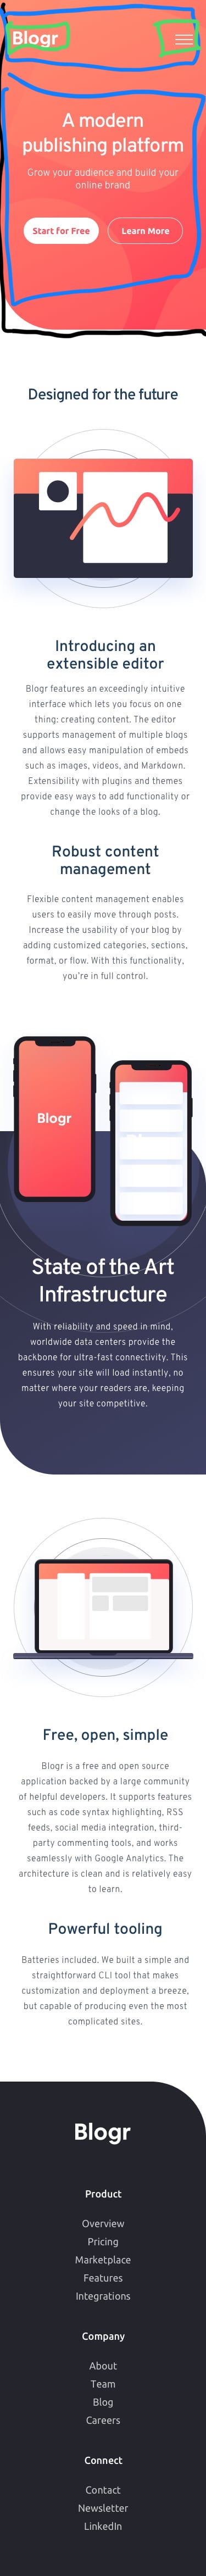 Blogr
A modern
publishing platform
Grow your audience and build your
online brand
Start for Free
Learn More
Designed for the future
Introducing an
extensible editor
Blogr features an exceedingly intuitive
interface which lets you focus on one
thing: creating content. The editor
supports management of multiple blogs
and allows easy manipulation of embeds
such as images, videos, and Markdown.
Extensibility with plugins and themes
provide easy ways to add functionality or
change the looks of a blog.
Robust content
management
Flexible content management enables
users to easily move through posts.
Increase the usability of your blog by
adding customized categories, sections,
format, or flow. With this functionality,
you're in full control.
Blogr
State of the Art
Infrastructure
With reliability and speed in mind,
worldwide data centers provide the
backbone for ultra-fast connectivity. This
ensures your site will load instantly, no
matter where your readers are, keeping
your site competitive.
Free, open, simple
Blogr is a free and open source
application backed by a large community
of helpful developers. It supports features
such as code syntax highlighting, RSS
feeds, social media integration, third-
party commenting tools, and works
seamlessly with Google Analytics. The
architecture is clean and is relatively easy
to learn.
Powerful tooling
Batteries included. We built a simple and
straightforward CLI tool that makes
customization and deployment a breeze,
but capable of producing even the most
complicated sites.
Blogr
Product
Overview
Pricing
Marketplace
Features
Integrations
Company
About
Team
Blog
Careers
Connect
Contact
Newsletter
LinkedIn